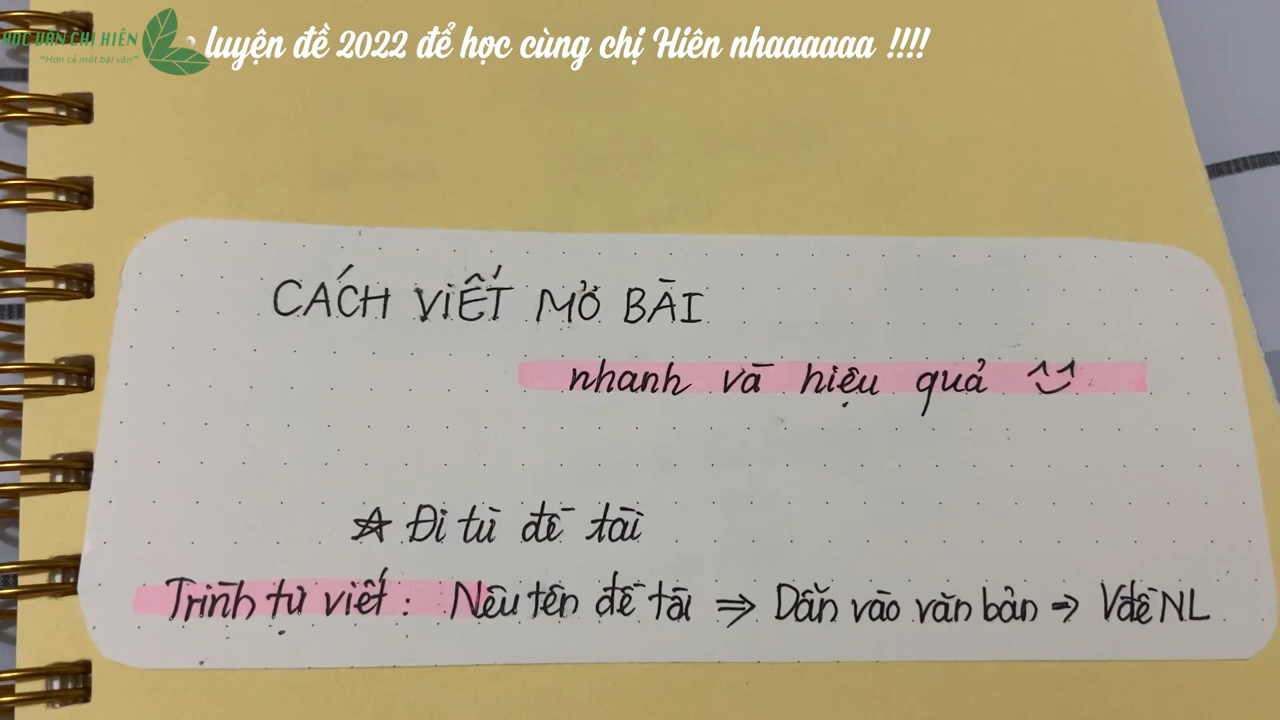 HỌC VĂN CHỊ HIÊN
"Hơn cả một bài văn"
luyện đề 2022 để học cùng chị Hiên nhaaaaaa !!!!
CÁCH VIẾT MỞ BÀI
nhanh và hiệu quả
☆ Đi từ đề tài
Trình tự viết: Nêu tên đề tài ⇒ Dẫn vào văn bản → VđềNL